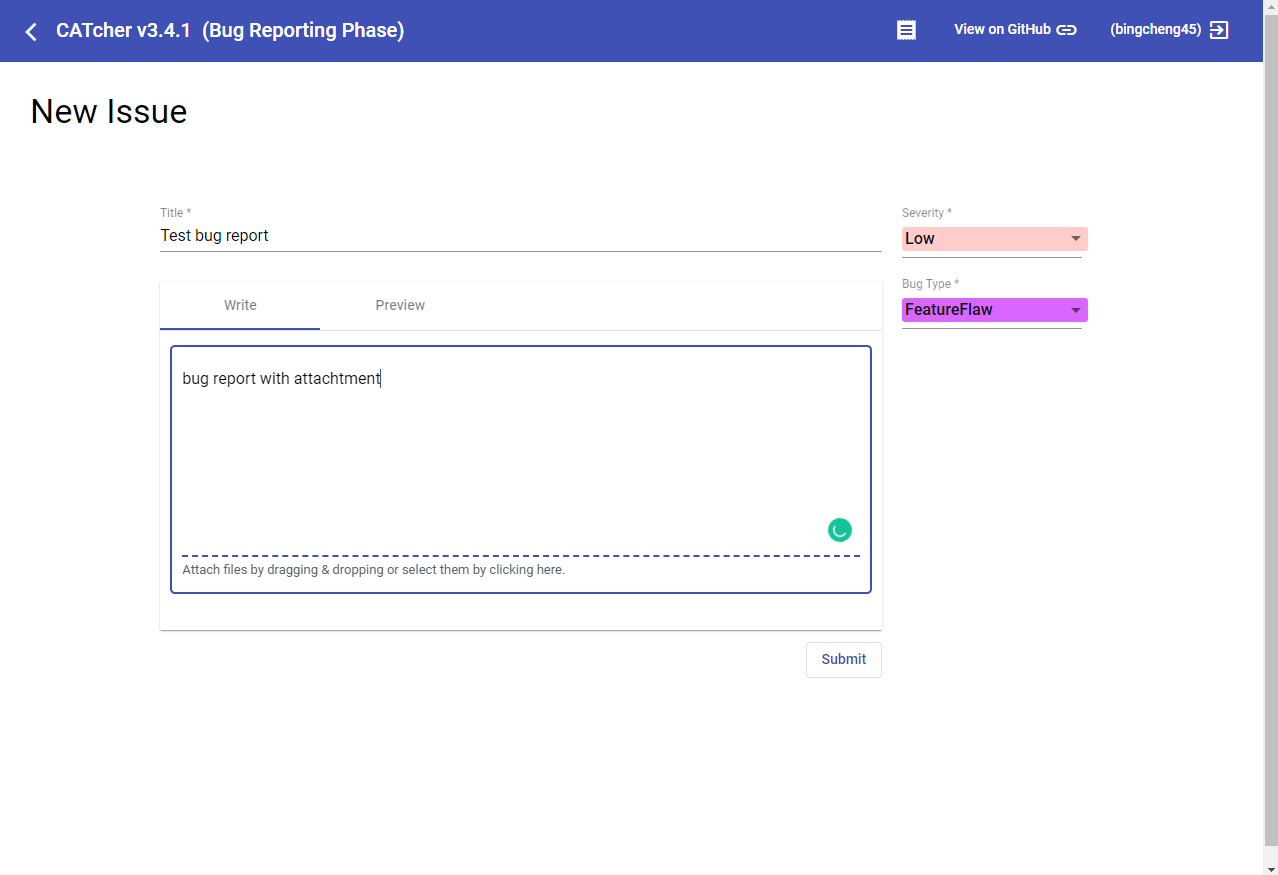 CATcher v3.4.1 (Bug Reporting Phase) View on GitHub (bingcheng45)
New Issue
Title *
Test bug report
Severity *
Low
Bug Type *
FeatureFlaw
Write Preview
bug report with attachtment
Attach files by dragging & dropping or select them by clicking here.
Submit